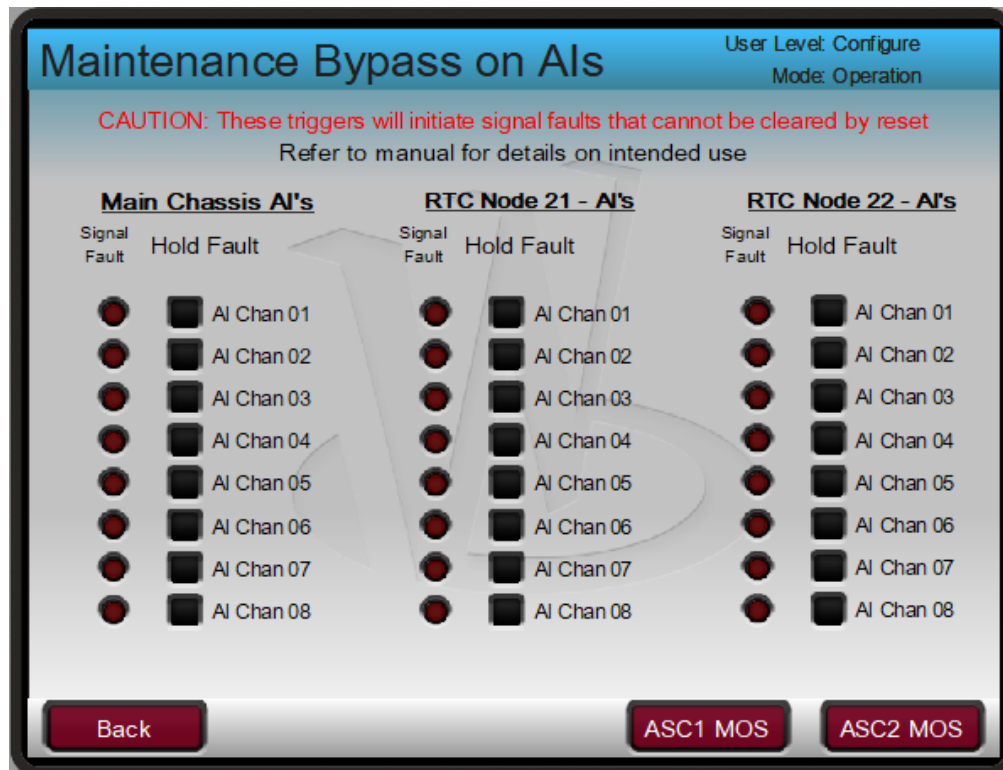 Maintenance Bypass on AIs
User Level: Configure
Mode: Operation
CAUTION: These triggers will initiate signal faults that cannot be cleared by reset
Refer to manual for details on intended use
Main Chassis AI's
Signal Fault Hold Fault
AI Chan 01
AI Chan 02
AI Chan 03
AI Chan 04
AI Chan 05
AI Chan 06
AI Chan 07
AI Chan 08
RTC Node 21 - AI's
Signal Fault Hold Fault
AI Chan 01
AI Chan 02
AI Chan 03
AI Chan 04
AI Chan 05
AI Chan 06
AI Chan 07
AI Chan 08
RTC Node 22 - AI's
Signal Fault Hold Fault
AI Chan 01
AI Chan 02
AI Chan 03
AI Chan 04
AI Chan 05
AI Chan 06
AI Chan 07
AI Chan 08
Back
ASC1 MOS
ASC2 MOS